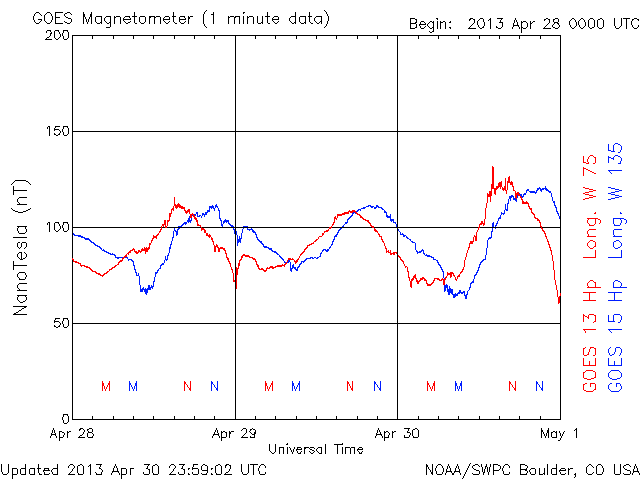 GOES Magnetometer (1 minute data)
Begin: 2013 Apr 28 0000 UTC
200
150
100
50
0
NanoTesla (nT)
M M N N M M N N M M N N
Apr 28 Apr 29 Apr 30 May 1
Universal Time
GOES 13 Hp Long. W 75
GOES 15 Hp Long. W 135
Updated 2013 Apr 30 23:59:02 UTC
NOAA/SWPC Boulder, CO USA